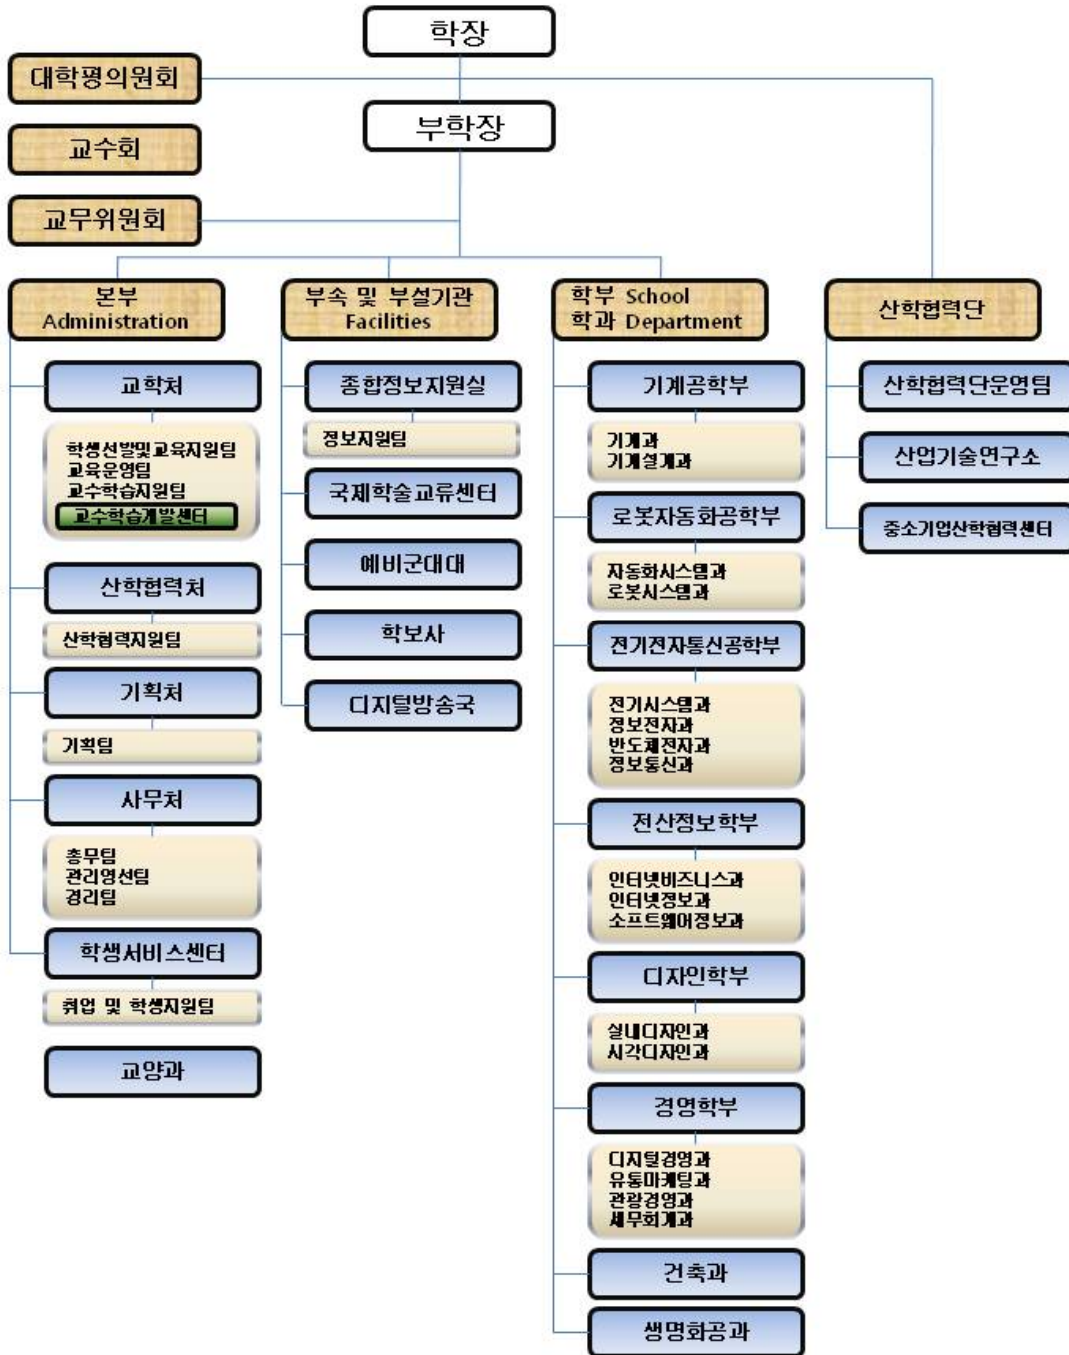 학장
대학평의원회
부학장
교수회
교무위원회
본부
Administration
교학처
학생선발및교육지원팀
교육운영팀
교수학습지원팀
교수학습개발센터
산학협력처
산학협력지원팀
기획처
기획팀
사무처
총무팀
관리영선팀
경리팀
학생서비스센터
취업 및 학생지원팀
교양과
부속 및 부설기관
Facilities
종합정보지원실
정보지원팀
국제학술교류센터
예비군대대
학보사
디지털방송국
학부 School
학과 Department
기계공학부
기계과
기계설계과
로봇자동화공학부
자동화시스템과
로봇시스템과
전기전자통신공학부
전기시스템과
정보전자과
반도체전자과
정보통신과
전산정보학부
인터넷비즈니스과
인터넷정보과
소프트웨어정보과
디자인학부
실내디자인과
시각디자인과
경영학부
디지털경영과
유통마케팅과
관광경영과
세무회계과
건축과
생명화공과
산학협력단
산학협력단운영팀
산업기술연구소
중소기업산학협력센터